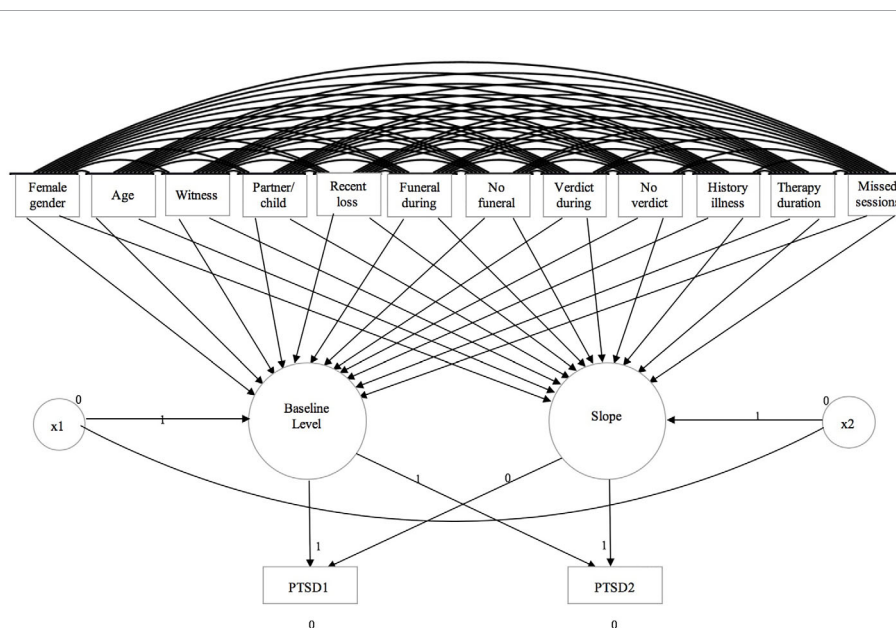 Female
gender
Age
Witness
Partner/
child
Recent
loss
Funeral
during
No
funeral
Verdict
during
No
verdict
History
illness
Therapy
duration
Missed
sessions
0
x1
1
Baseline
Level
Slope
1
0
x2
1
0
1
1
PTSD1
PTSD2
0
0